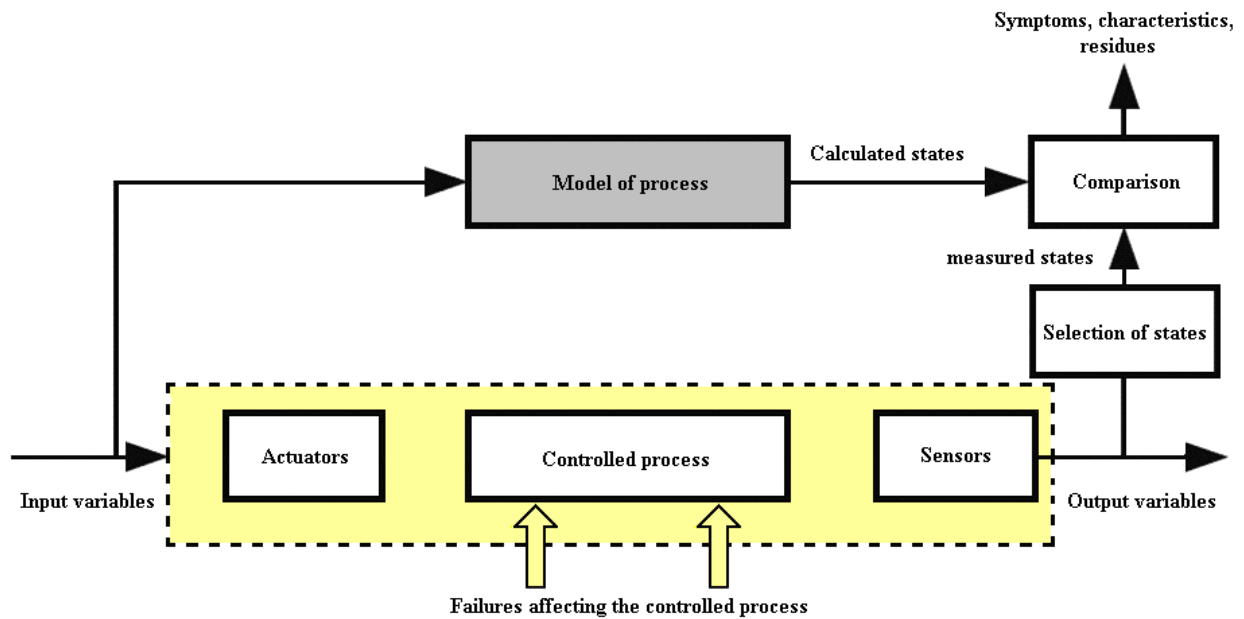 Symptoms, characteristics,
residues
Model of process
Calculated states
Comparison
measured states
Selection of states
Actuators
Controlled process
Sensors
Input variables
Output variables
Failures affecting the controlled process